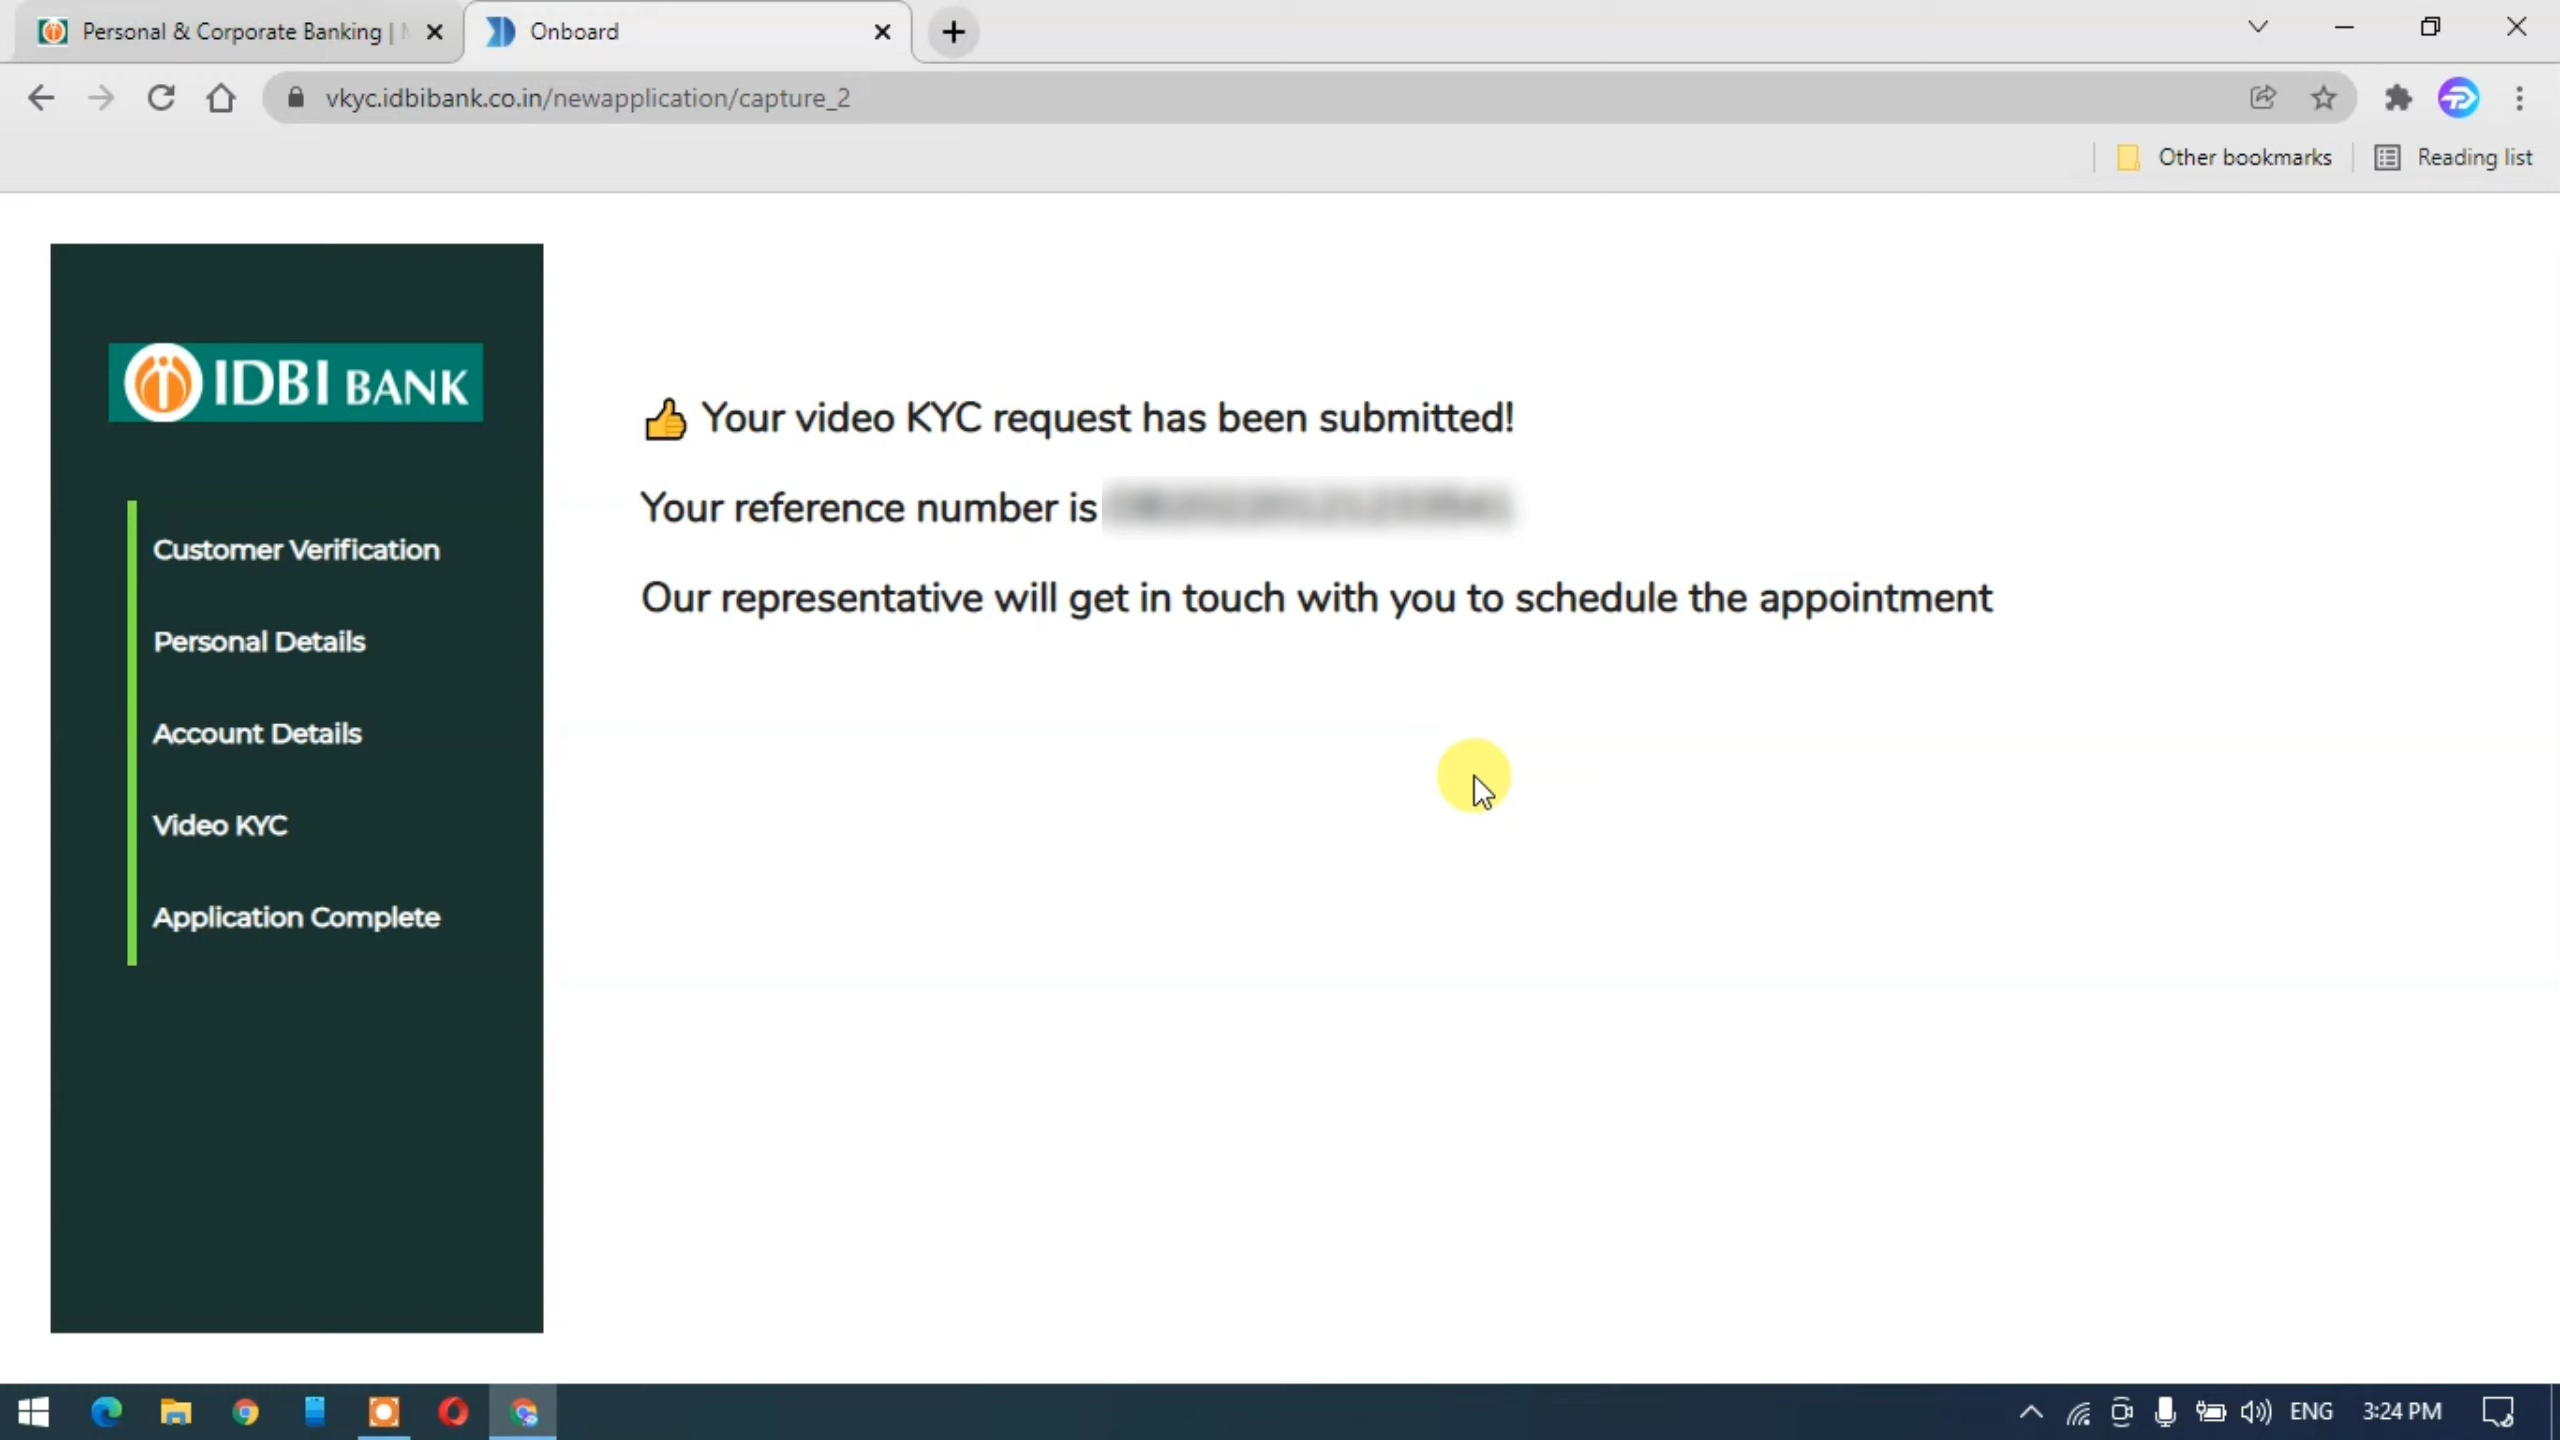 Personal & Corporate Banking |
Onboard
vkyc.idbibank.co.in/newapplication/capture_2
Other bookmarks
Reading list
IDBI BANK
Customer Verification
Personal Details
Account Details
Video KYC
Application Complete
👍 Your video KYC request has been submitted!
Your reference number is
Our representative will get in touch with you to schedule the appointment
ENG
3:24 PM